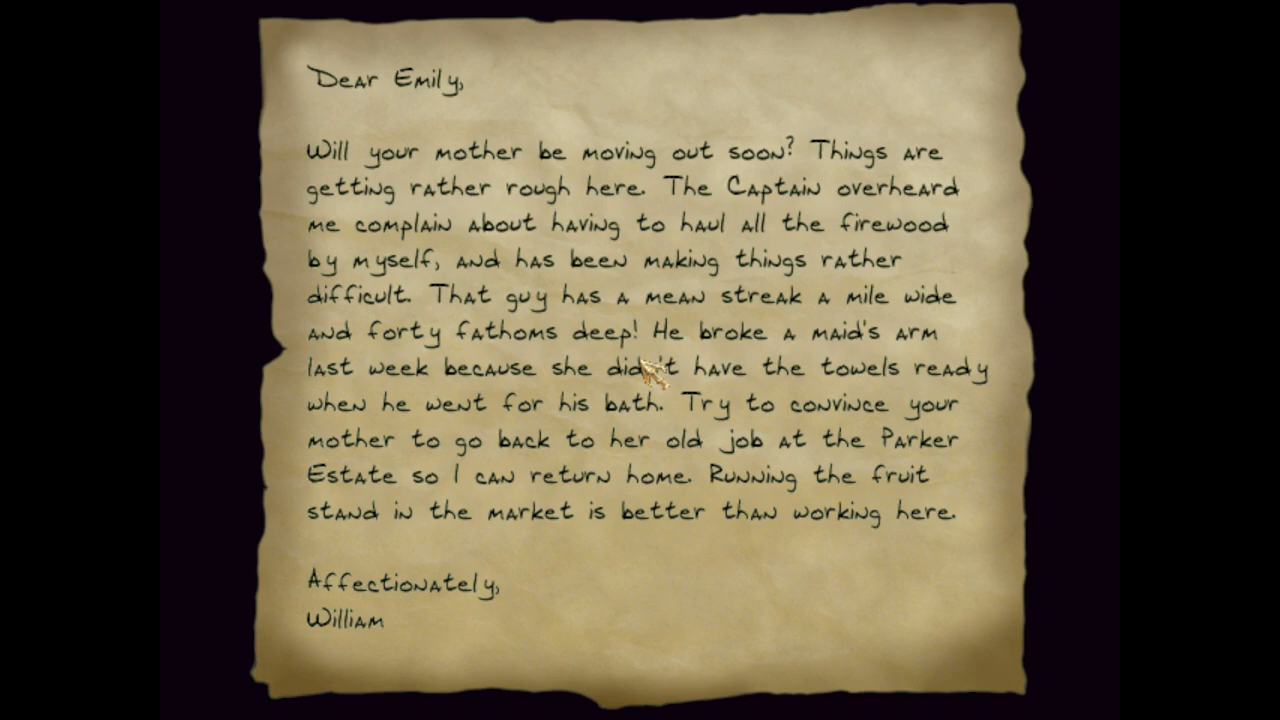 Dear Emily,
Will your mother be moving out soon? Things are
getting rather rough here. The Captain overheard
me complain about having to haul all the firewood
by myself, and has been making things rather
difficult. That guy has a mean streak a mile wide
and forty fathoms deep! He broke a maid's arm
last week because she didn't have the towels ready
when he went for his bath. Try to convince your
mother to go back to her old job at the Parker
Estate so I can return home. Running the fruit
stand in the market is better than working here.
Affectionately,
William